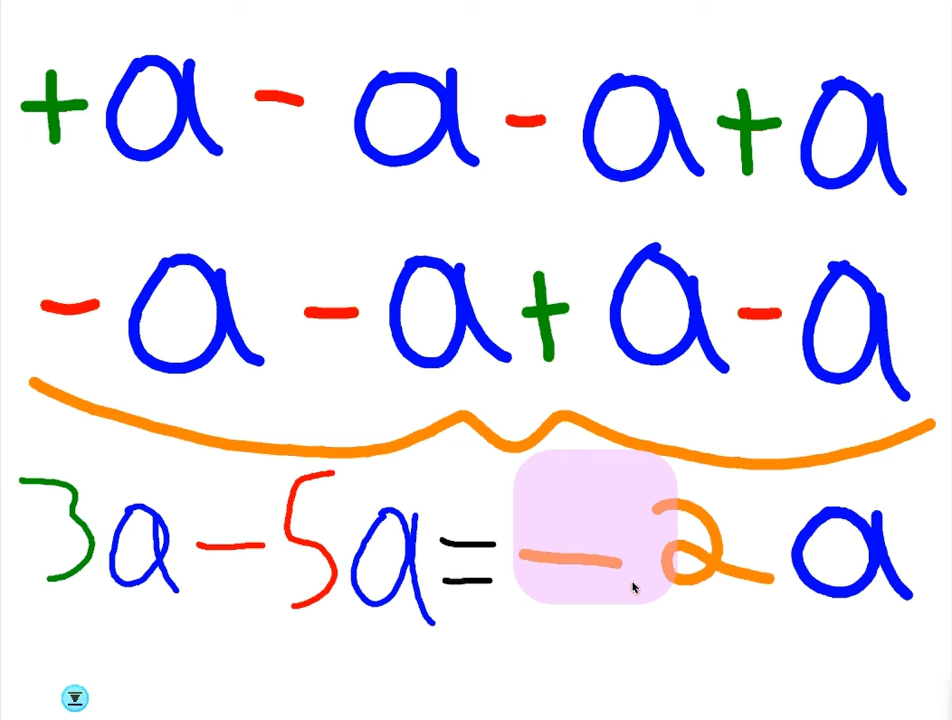 +a - a - a + a
- a - a + a - a
3a - 5a = - 2a